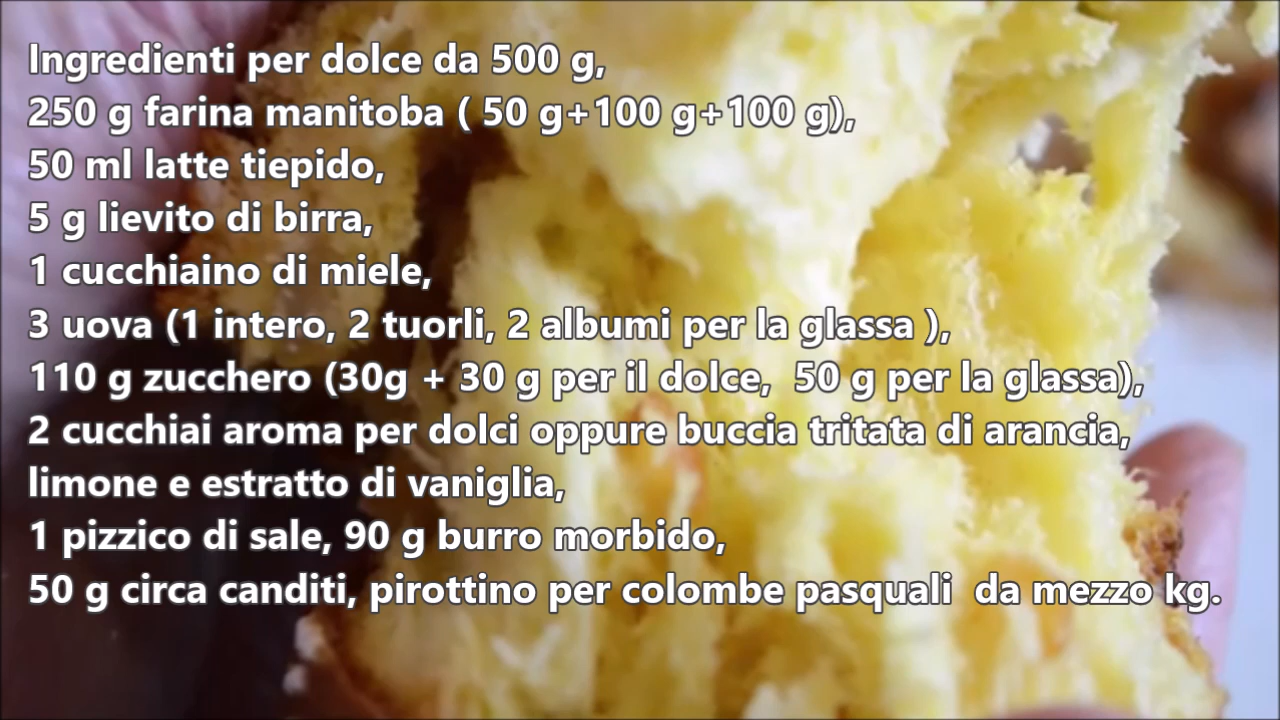 Ingredienti per dolce da 500 g,
250 g farina manitoba ( 50 g+100 g+100 g),
50 ml latte tiepido,
5 g lievito di birra,
1 cucchiaino di miele,
3 uova (1 intero, 2 tuorli, 2 albumi per la glassa ),
110 g zucchero (30g + 30 g per il dolce,  50 g per la glassa),
2 cucchiai aroma per dolci oppure buccia tritata di arancia,
limone e estratto di vaniglia,
1 pizzico di sale, 90 g burro morbido,
50 g circa canditi, pirottino per colombe pasquali  da mezzo kg.